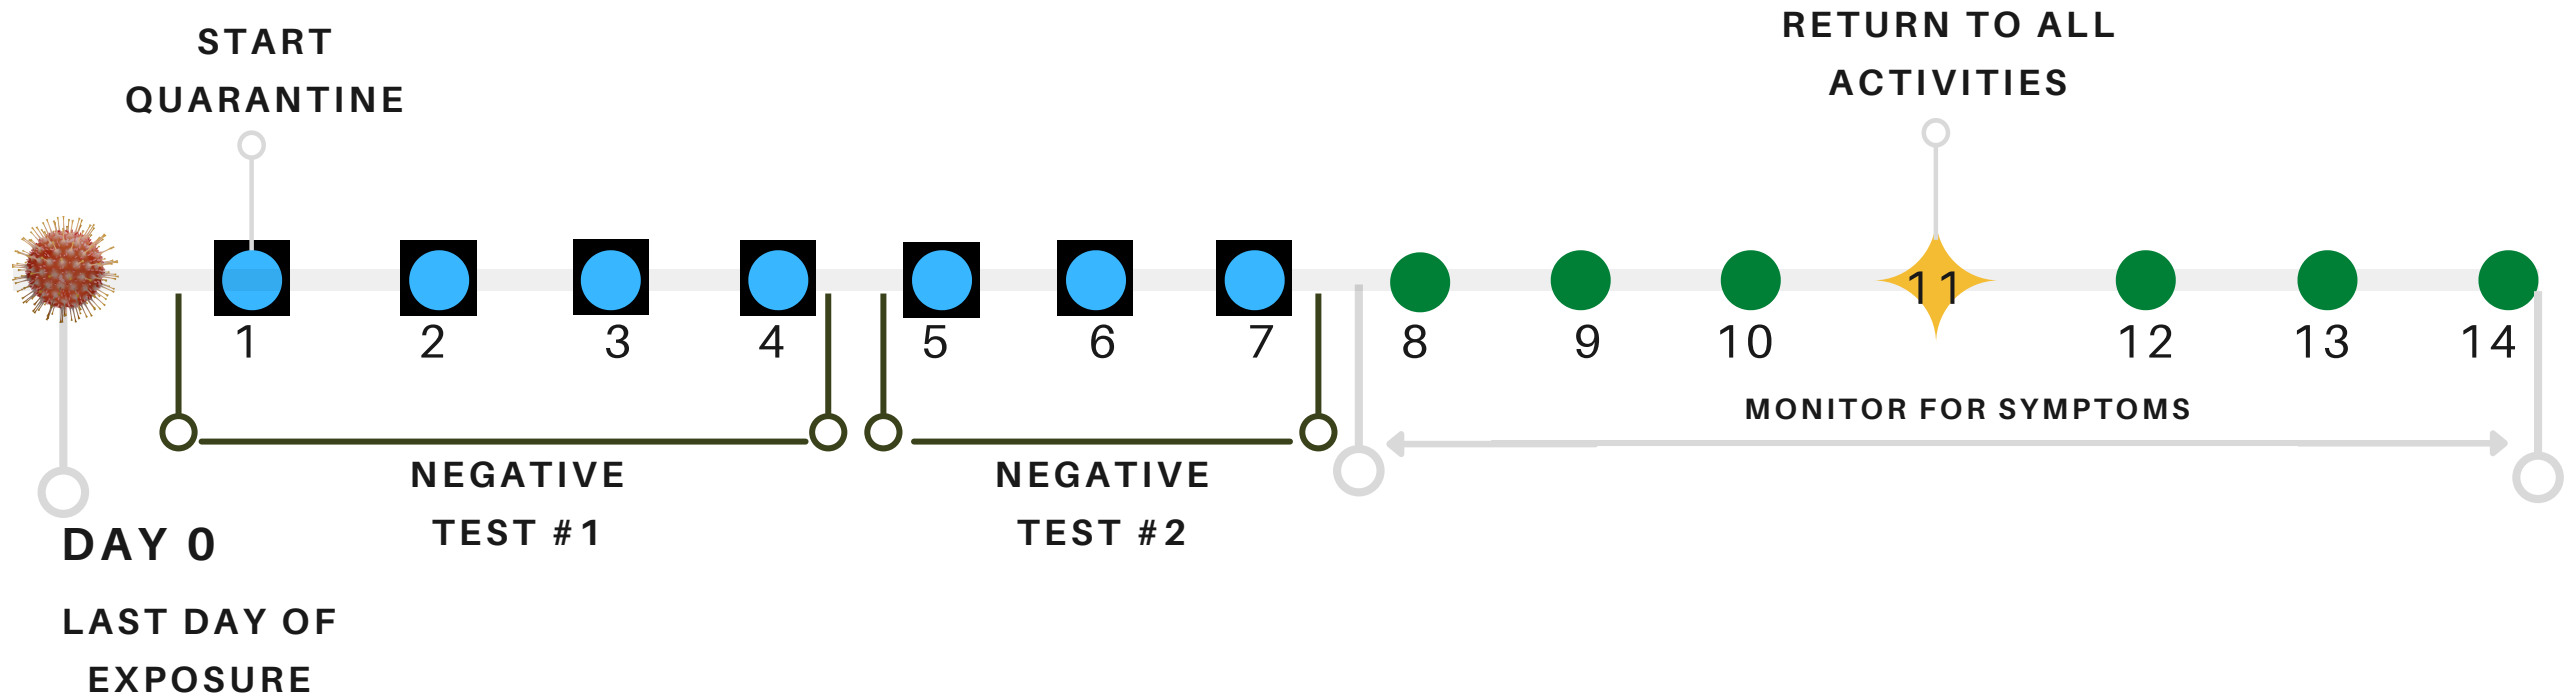 START
QUARANTINE
RETURN TO ALL
ACTIVITIES
1 2 3 4 5 6 7 8 9 10 11 12 13 14
MONITOR FOR SYMPTOMS
NEGATIVE
TEST #1
NEGATIVE
TEST #2
DAY 0
LAST DAY OF
EXPOSURE